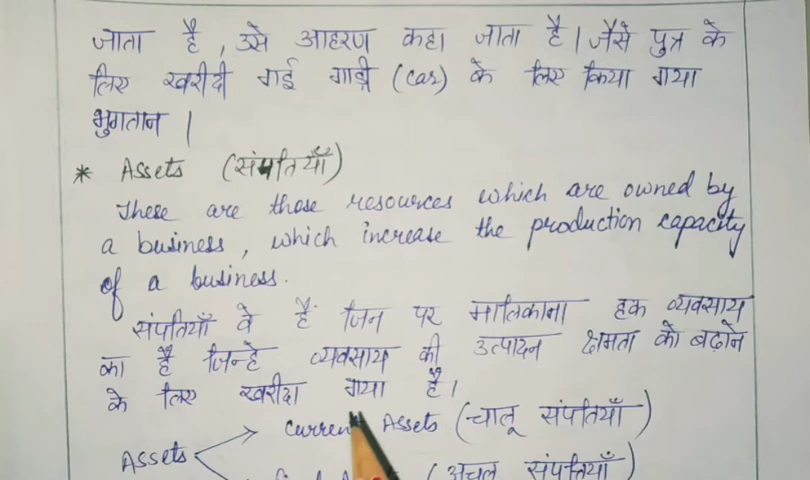 जाता है, उसे आहरण कहा जाता है। जैसे पुत्र के
लिए खरीदी गई गाड़ी (car) के लिए किया गया
भुगतान।
* Assets (संपतियाँ)
These are those resources which are owned by
a business, which increase the production capacity
of a business.
संपतियाँ वे हैं जिन पर मालिकाना हक व्यवसाय
का है जिन्हे व्यवसाय की उत्पादन क्षमता को बढ़ाने
के लिए खरीदा गया है।
Current Assets (चालू संपतियाँ)
Assets
(अचल संपतियाँ)